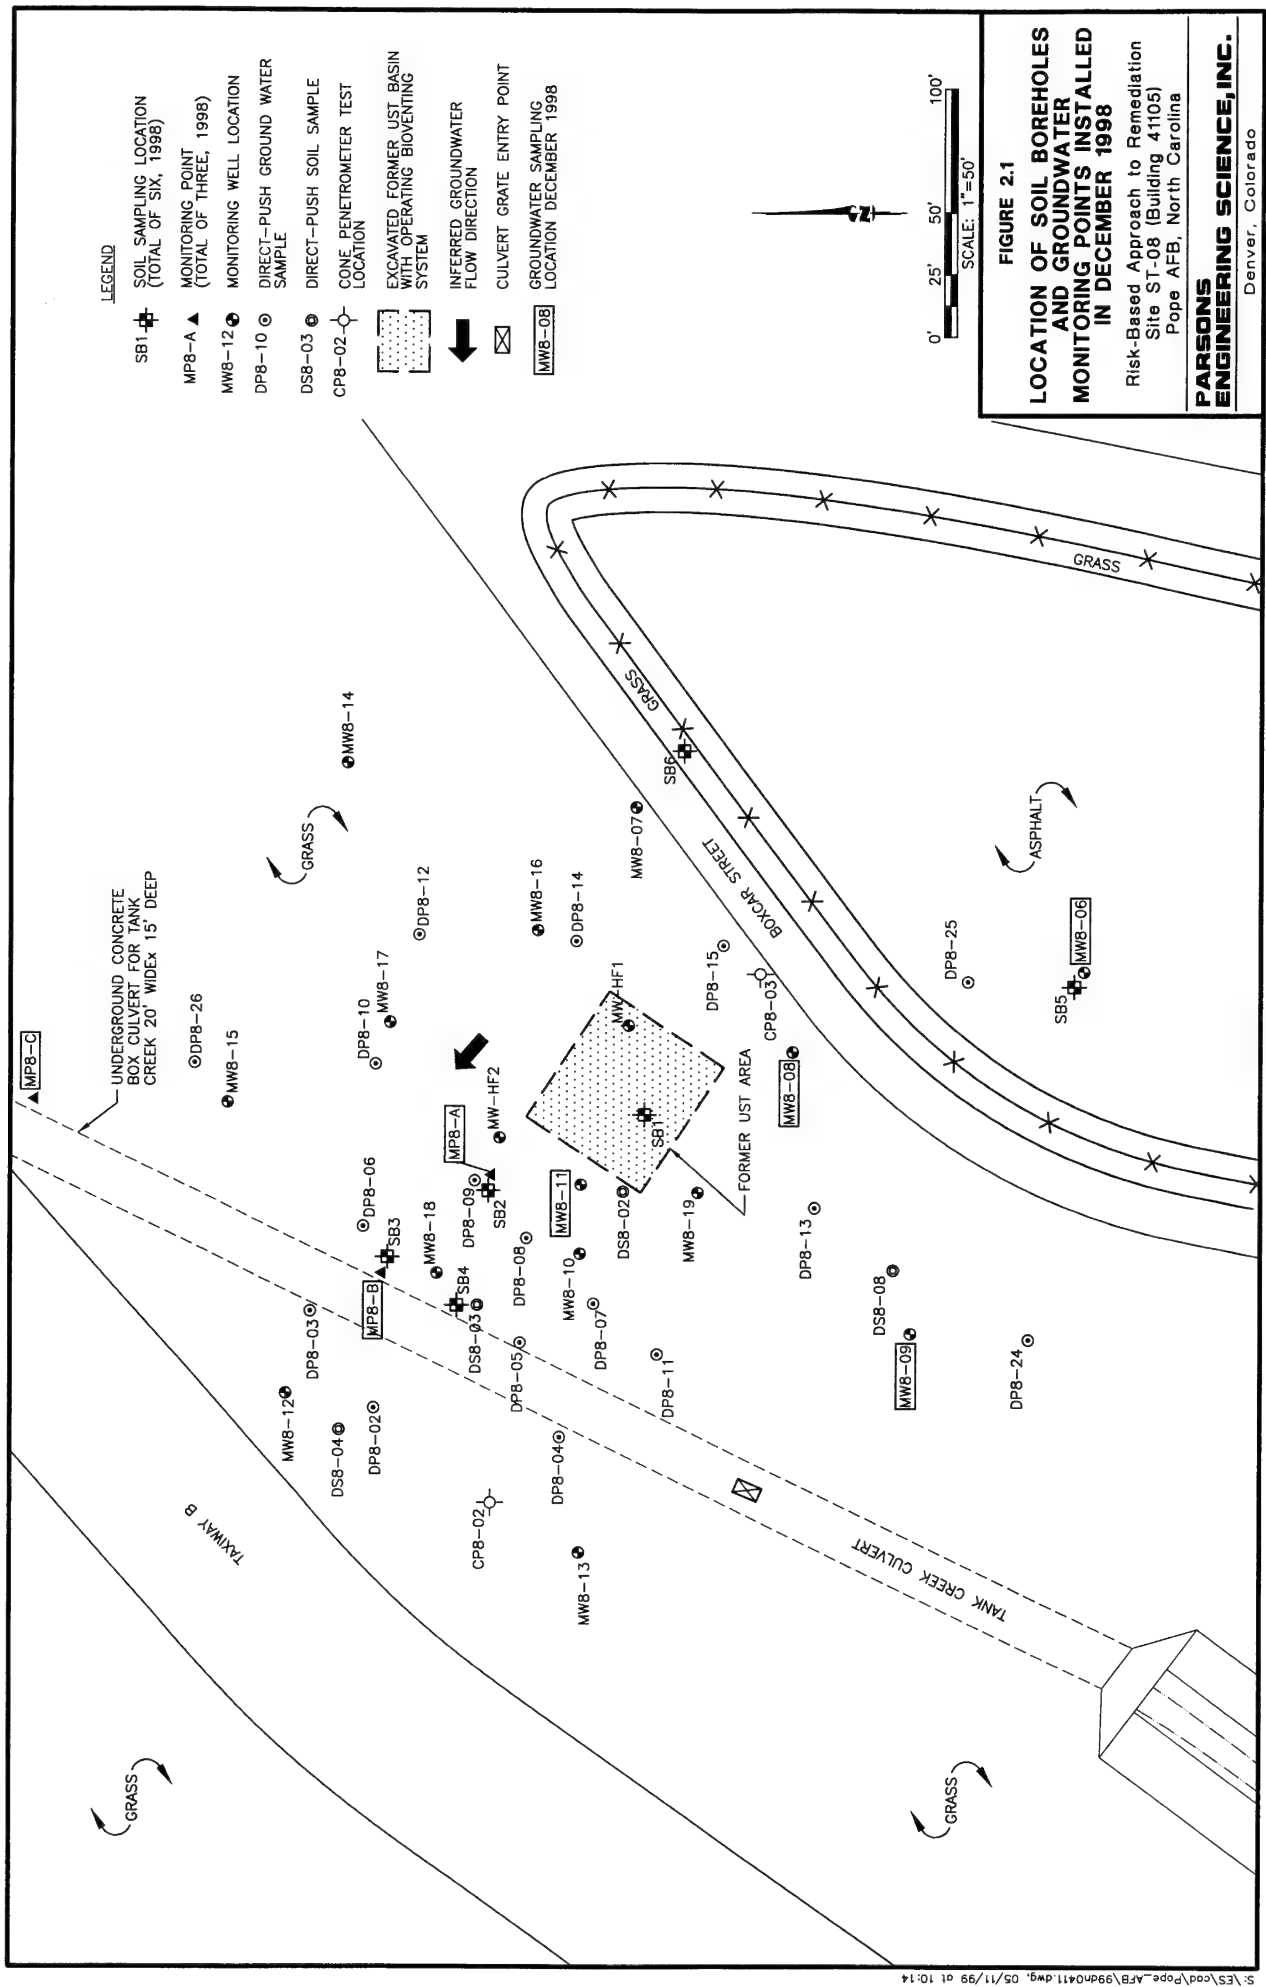 LEGEND
SB1
SOIL SAMPLING LOCATION
(TOTAL OF SIX, 1998)
MP8-A
MONITORING POINT
(TOTAL OF THREE, 1998)
MW8-12
MONITORING WELL LOCATION
DP8-10
DIRECT-PUSH GROUND WATER
SAMPLE
DS8-03
DIRECT-PUSH SOIL SAMPLE
CP8-02
CONE PENETROMETER TEST
LOCATION
EXCAVATED FORMER UST BASIN
WITH OPERATING BIOVENTING
SYSTEM
INFERRED GROUNDWATER
FLOW DIRECTION
CULVERT GRATE ENTRY POINT
MW8-08
GROUNDWATER SAMPLING
LOCATION DECEMBER 1998
0' 25' 50' 100'
SCALE: 1"=50'
N
FIGURE 2.1
LOCATION OF SOIL BOREHOLES
AND GROUNDWATER
MONITORING POINTS INSTALLED
IN DECEMBER 1998
Risk-Based Approach to Remediation
Site ST-08 (Building 41105)
Pope AFB, North Carolina
PARSONS
ENGINEERING SCIENCE, INC.
Denver, Colorado
UNDERGROUND CONCRETE
BOX CULVERT FOR TANK
CREEK 20' WIDEx 15' DEEP
MP8-C
DP8-26
MW8-15
GRASS
MW8-14
DP8-12
MW8-17
DP8-10
MW8-16
DP8-14
MW8-07
SB6
GRASS
GRASS
BOXCAR STREET
MW-HF1
DP8-15
CP8-03
MW8-08
DP8-25
SB5
MW8-06
ASPHALT
MW-HF2
MP8-A
SB1
FORMER UST AREA
DP8-06
SB3
MP8-B
MW8-18
DP8-09
SB2
MW8-11
DS8-02
MW8-19
SB4
DS8-03
DP8-08
MW8-10
DP8-07
DP8-13
DS8-08
MW8-09
DP8-24
DP8-03
MW8-12
DS8-04
DP8-02
DP8-05
DP8-11
DP8-04
CP8-02
MW8-13
TAXIWAY B
TANK CREEK CULVERT
GRASS
GRASS
S:\ES\cad\Pope_AFB\99dn0411.dwg, 05/11/99 at 10:14